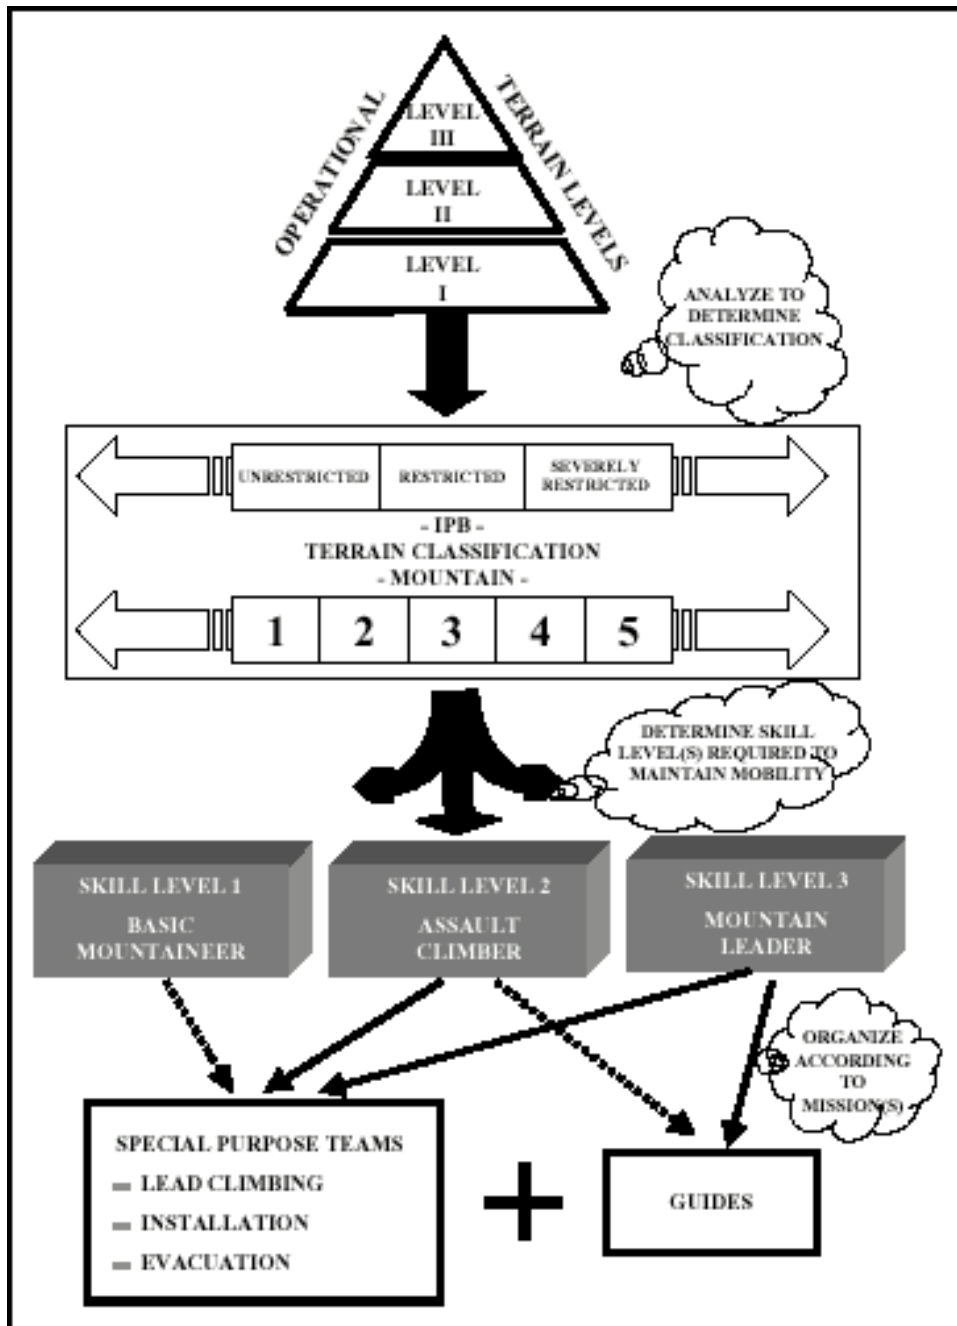 OPERATIONAL
TERRAIN LEVELS
LEVEL
III
LEVEL
II
LEVEL
I
ANALYZE TO
DETERMINE
CLASSIFICATION
UNRESTRICTED
RESTRICTED
SEVERELY
RESTRICTED
- IPB -
TERRAIN CLASSIFICATION
- MOUNTAIN -
1 2 3 4 5
DETERMINE SKILL
LEVEL(S) REQUIRED TO
MAINTAIN MOBILITY
SKILL LEVEL 1
BASIC
MOUNTAINEER
SKILL LEVEL 2
ASSAULT
CLIMBER
SKILL LEVEL 3
MOUNTAIN
LEADER
ORGANIZE
ACCORDING
TO
MISSION(S)
SPECIAL PURPOSE TEAMS
- LEAD CLIMBING
- INSTALLATION
- EVACUATION
+
GUIDES